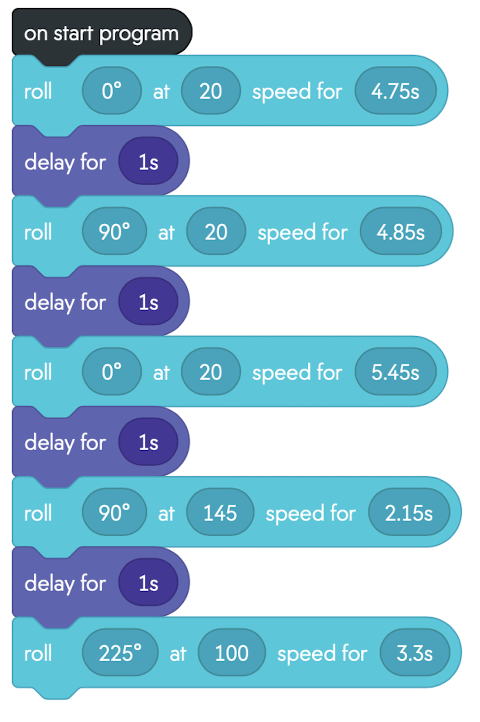 on start program
roll 0° at 20 speed for 4.75s
delay for 1s
roll 90° at 20 speed for 4.85s
delay for 1s
roll 0° at 20 speed for 5.45s
delay for 1s
roll 90° at 145 speed for 2.15s
delay for 1s
roll 225° at 100 speed for 3.3s